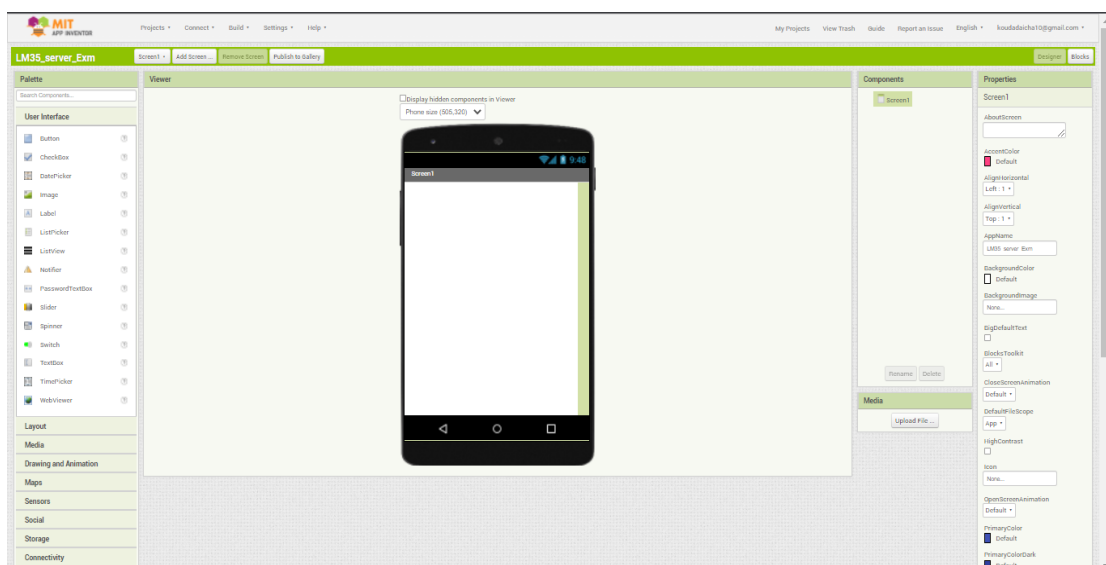 MIT
APP INVENTOR
Projects Connect Build Settings Help
My Projects View Trash Guide Report an Issue English koudadaicha10@gmail.com
LM35_server_Exm
Screen1 Add Screen ... Remove Screen Publish to Gallery
Designer Blocks
Palette
Search Components...
User Interface
Button
CheckBox
DatePicker
Image
Label
ListPicker
ListView
Notifier
PasswordTextBox
Slider
Spinner
Switch
TextBox
TimePicker
WebViewer
Layout
Media
Drawing and Animation
Maps
Sensors
Social
Storage
Connectivity
Viewer
Display hidden components in Viewer
Phone size (505,320)
9:48
Screen1
Components
Screen1
Rename Delete
Media
Upload File ...
Properties
Screen1
AboutScreen
AccentColor
Default
AlignHorizontal
Left : 1
AlignVertical
Top : 1
AppName
LM35_server_Exm
BackgroundColor
Default
BackgroundImage
None...
BigDefaultText
BlocksToolkit
All
CloseScreenAnimation
Default
DefaultFileScope
App
HighContrast
Icon
None...
OpenScreenAnimation
Default
PrimaryColor
Default
PrimaryColorDark
Default